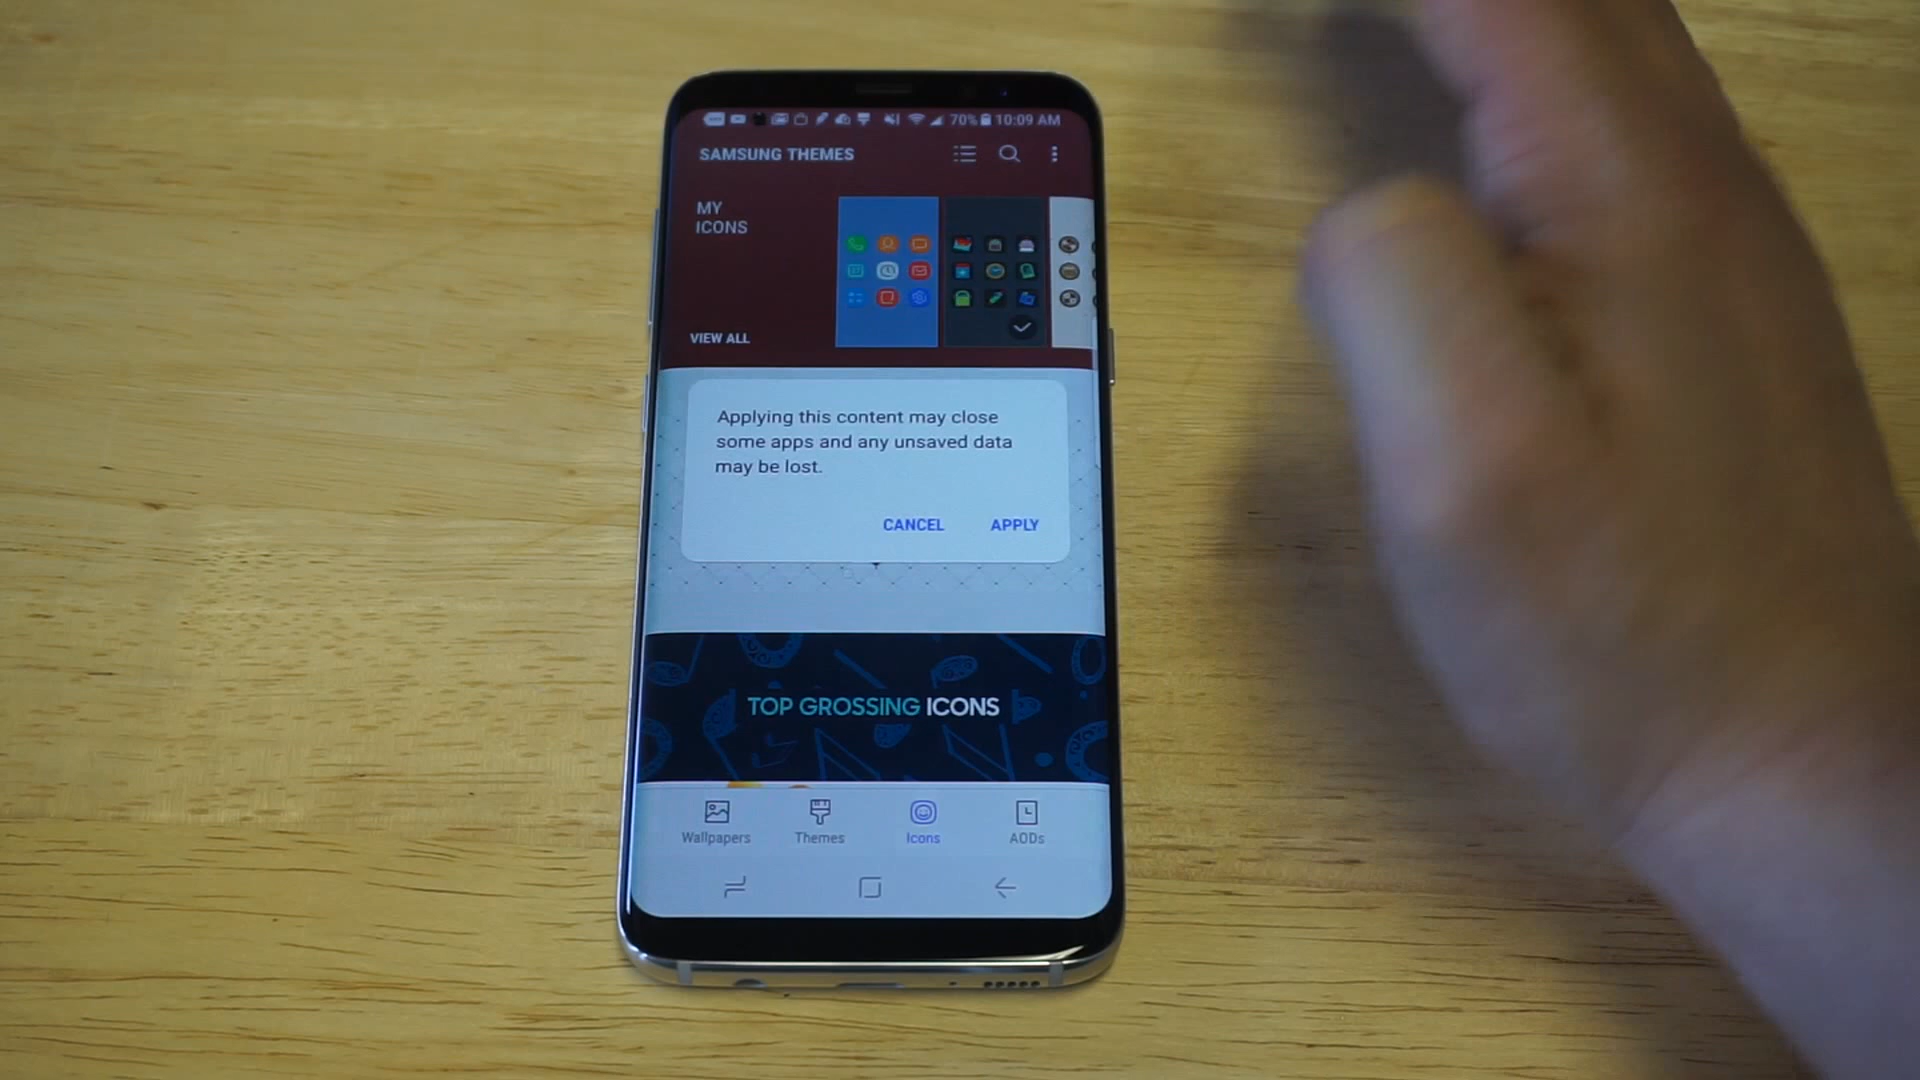 70% 10:09 AM
SAMSUNG THEMES
MY
ICONS
VIEW ALL
Applying this content may close
some apps and any unsaved data
may be lost.
CANCEL APPLY
TOP GROSSING ICONS
Wallpapers Themes Icons AODs